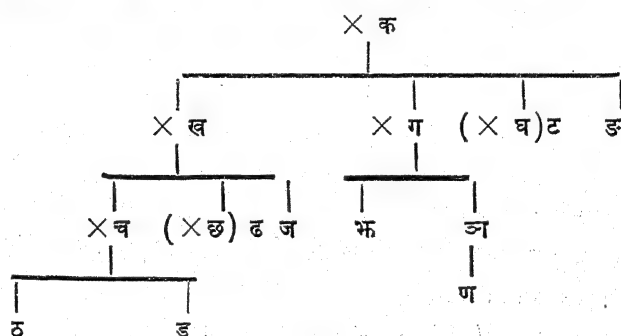 × क
× ख × ग (× घ) ट ङ
× च (× छ) ढ ज झ ञ
ण
ठ ड